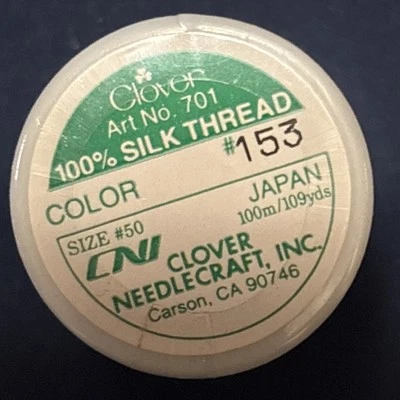 Clover
Art No. 701
100% SILK THREAD
#153
COLOR
JAPAN
100m/109yds
SIZE #50
CNI
CLOVER
NEEDLECRAFT, INC.
Carson, CA 90746